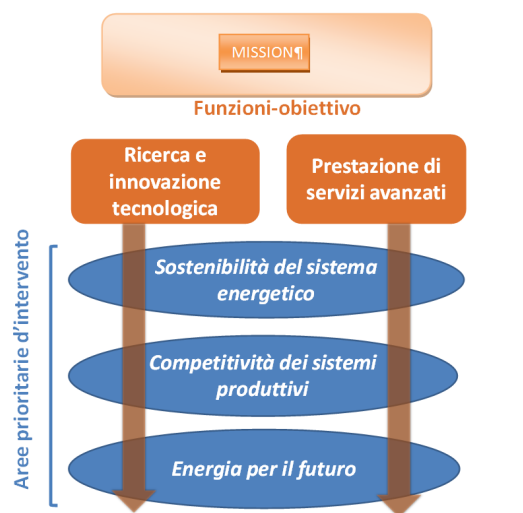 MISSION¶
Funzioni-obiettivo
Ricerca e
innovazione
tecnologica
Prestazione di
servizi avanzati
Aree prioritarie d'intervento
Sostenibilità del sistema
energetico
Competitività dei sistemi
produttivi
Energia per il futuro